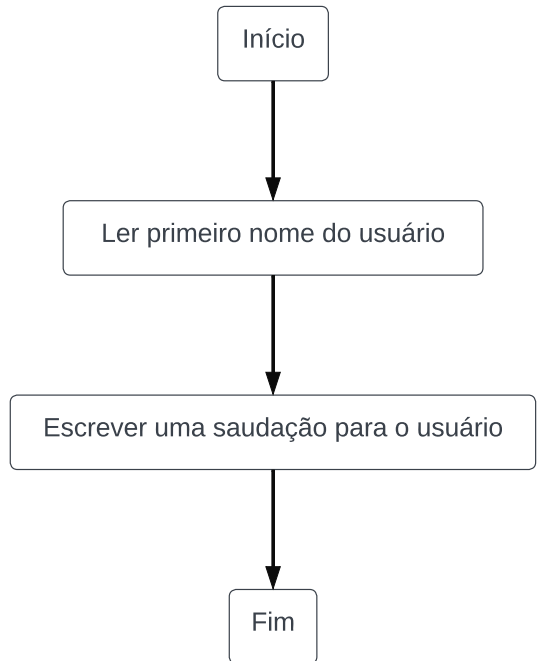 Início
Ler primeiro nome do usuário
Escrever uma saudação para o usuário
Fim